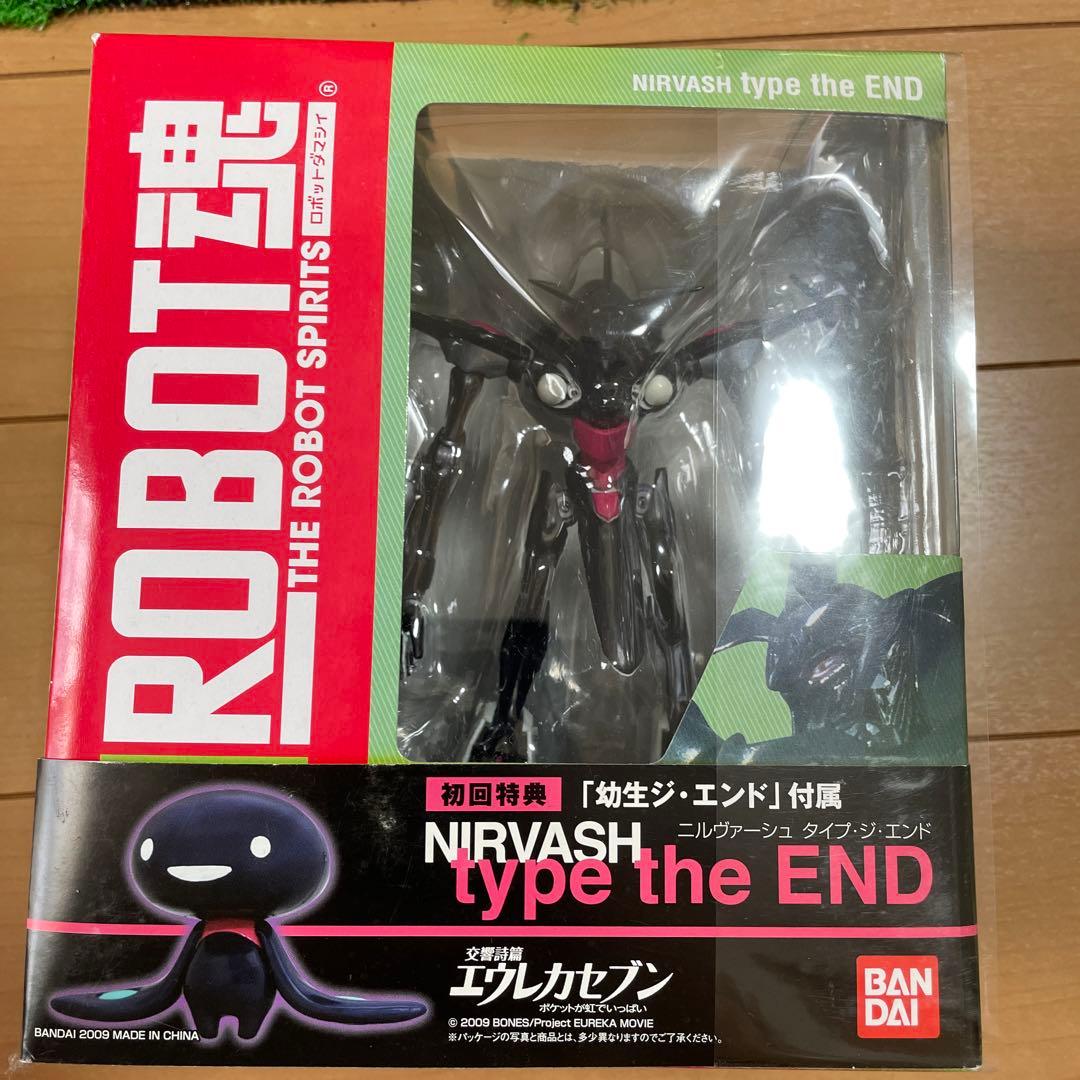 NIRVASH type the END
ROBOT魂
®
THE ROBOT SPIRITS
ロボットダマシイ
初回特典 「幼生ジ・エンド」付属
NIRVASH
ニルヴァーシュ タイプ・ジ・エンド
type the END
交響詩篇
エウレカセブン
ポケットが虹でいっぱい
© 2009 BONES/Project EUREKA MOVIE
※パッケージの写真と商品とは、多少異なりますのでご了承ください。
BANDAI 2009 MADE IN CHINA
BAN
DAI